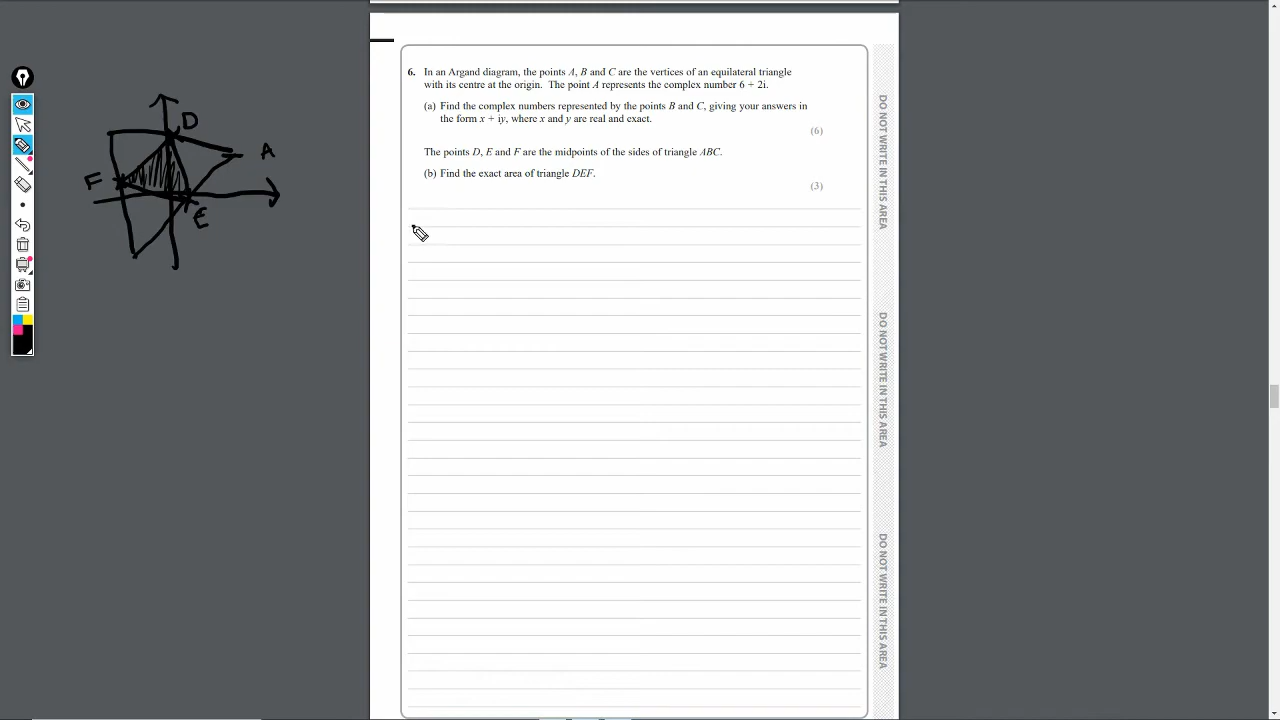 6. In an Argand diagram, the points A, B and C are the vertices of an equilateral triangle
with its centre at the origin. The point A represents the complex number 6 + 2i.
(a) Find the complex numbers represented by the points B and C, giving your answers in
the form x + iy, where x and y are real and exact.
(6)
The points D, E and F are the midpoints of the sides of triangle ABC.
(b) Find the exact area of triangle DEF.
(3)
D
A
F
E
DO NOT WRITE IN THIS AREA
DO NOT WRITE IN THIS AREA
DO NOT WRITE IN THIS AREA